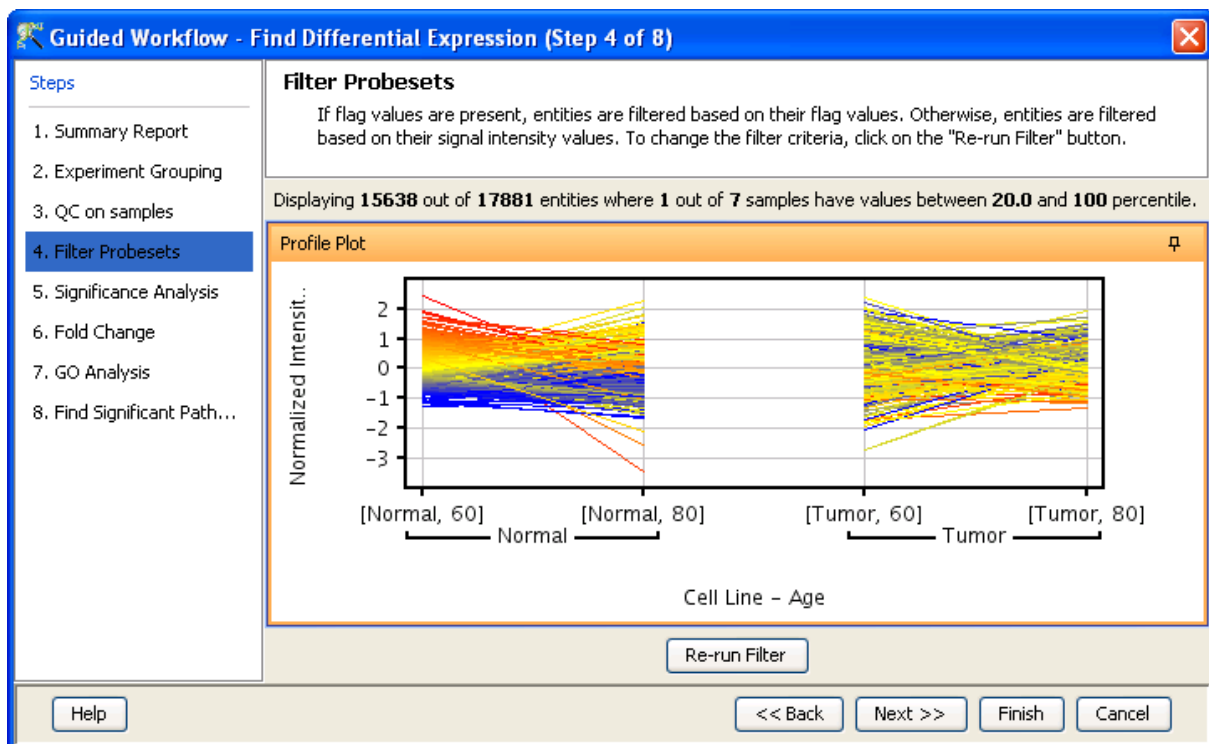 Guided Workflow - Find Differential Expression (Step 4 of 8)
Steps
1. Summary Report
2. Experiment Grouping
3. QC on samples
4. Filter Probesets
5. Significance Analysis
6. Fold Change
7. GO Analysis
8. Find Significant Path...
Filter Probesets
If flag values are present, entities are filtered based on their flag values. Otherwise, entities are filtered
based on their signal intensity values. To change the filter criteria, click on the "Re-run Filter" button.
Displaying 15638 out of 17881 entities where 1 out of 7 samples have values between 20.0 and 100 percentile.
Profile Plot
Normalized Intensit..
2
1
0
-1
-2
-3
[Normal, 60] [Normal, 80] [Tumor, 60] [Tumor, 80]
Normal Tumor
Cell Line - Age
Re-run Filter
Help << Back Next >> Finish Cancel